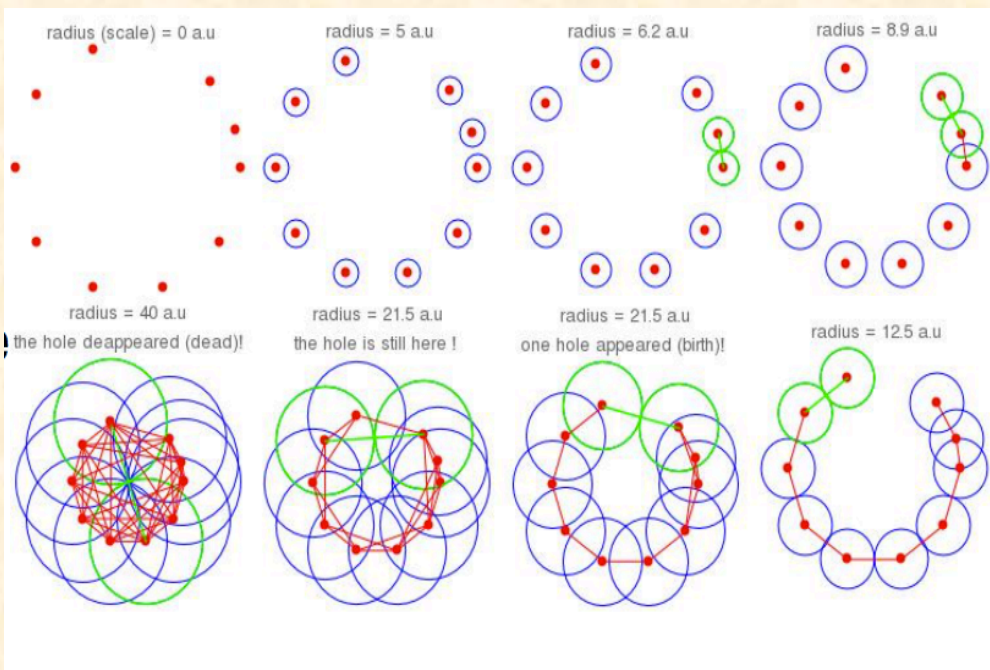 radius (scale) = 0 a.u
radius = 5 a.u
radius = 6.2 a.u
radius = 8.9 a.u
radius = 40 a.u
the hole deappeared (dead)!
radius = 21.5 a.u
the hole is still here !
radius = 21.5 a.u
one hole appeared (birth)!
radius = 12.5 a.u